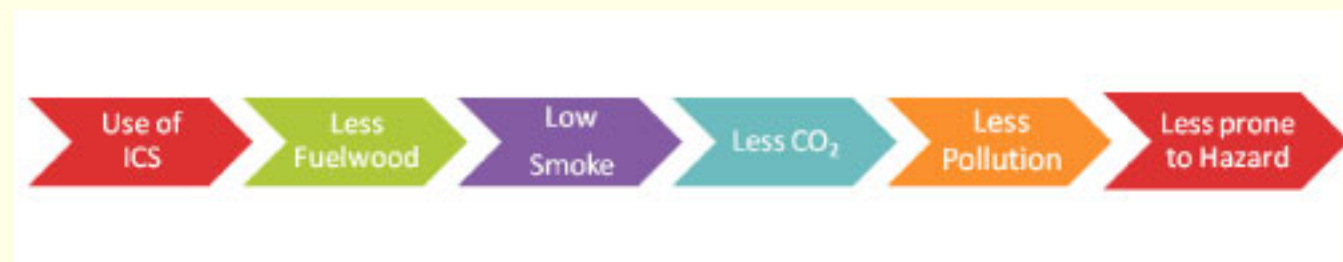 Use of
ICS
Less
Fuelwood
Low
Smoke
Less CO₂
Less
Pollution
Less prone
to Hazard